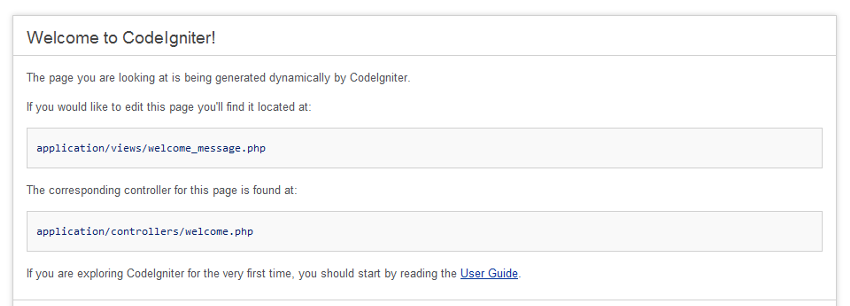 Welcome to CodeIgniter!
The page you are looking at is being generated dynamically by CodeIgniter.
If you would like to edit this page you'll find it located at:
application/views/welcome_message.php
The corresponding controller for this page is found at:
application/controllers/welcome.php
If you are exploring CodeIgniter for the very first time, you should start by reading the User Guide.